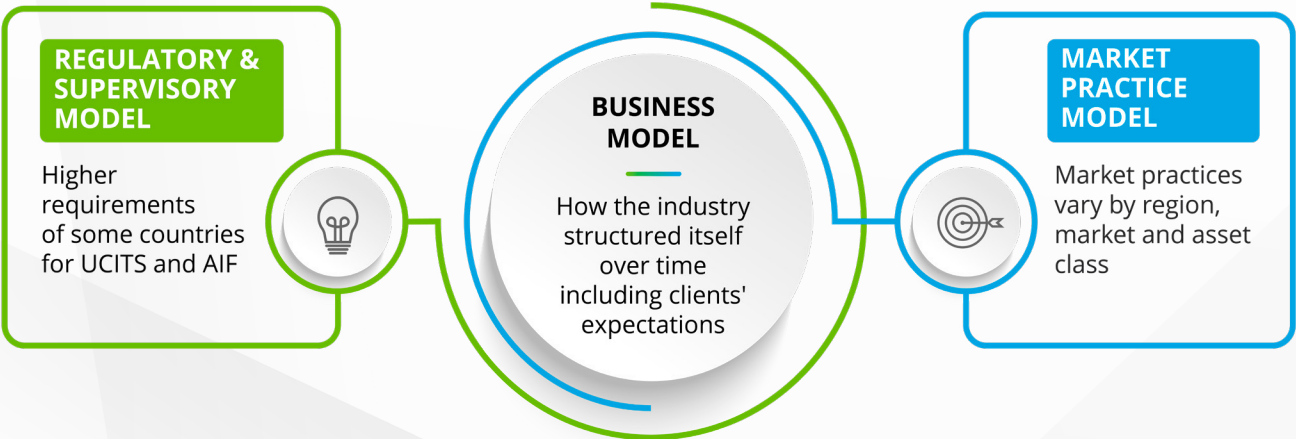 REGULATORY &
SUPERVISORY
MODEL
Higher
requirements
of some countries
for UCITS and AIF
BUSINESS
MODEL
How the industry
structured itself
over time
including clients'
expectations
MARKET
PRACTICE
MODEL
Market practices
vary by region,
market and asset
class